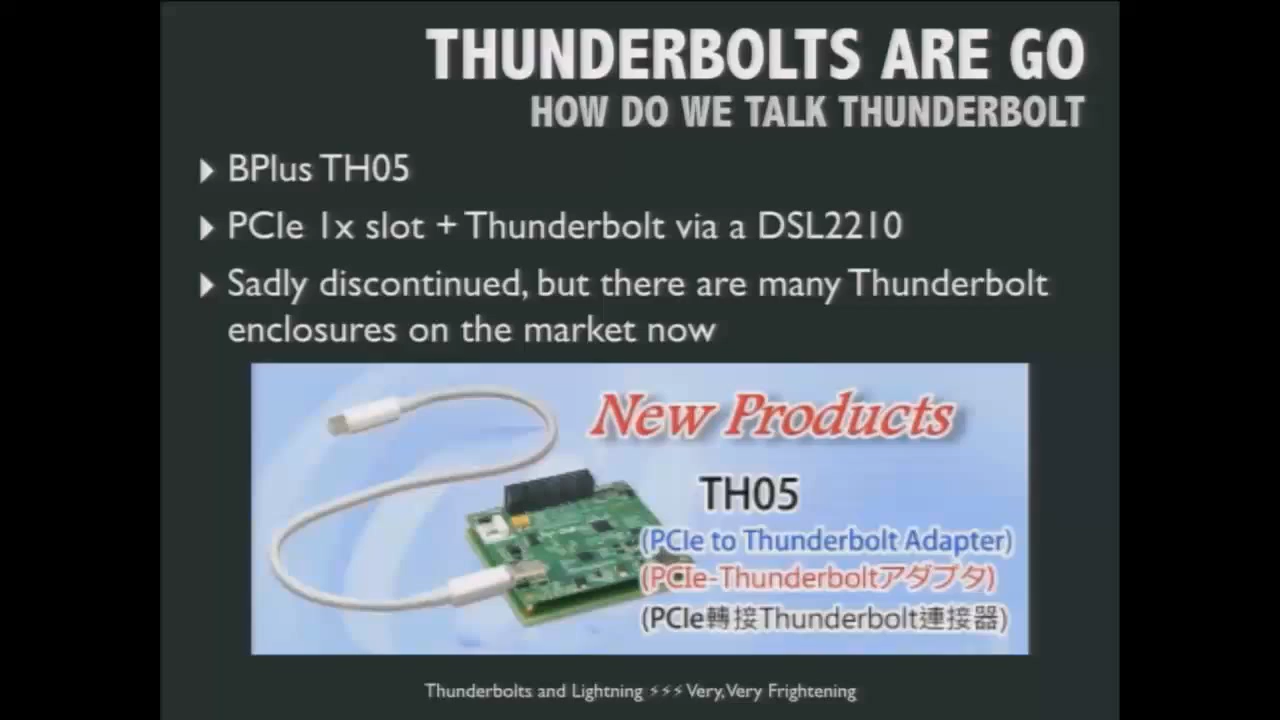 THUNDERBOLTS ARE GO
HOW DO WE TALK THUNDERBOLT
BPlus TH05
PCIe 1x slot + Thunderbolt via a DSL2210
Sadly discontinued, but there are many Thunderbolt
enclosures on the market now
New Products
TH05
(PCIe to Thunderbolt Adapter)
(PCIe-Thunderboltアダプタ)
(PCIe轉接Thunderbolt連接器)
Thunderbolts and Lightning ⚡⚡⚡ Very, Very Frightening